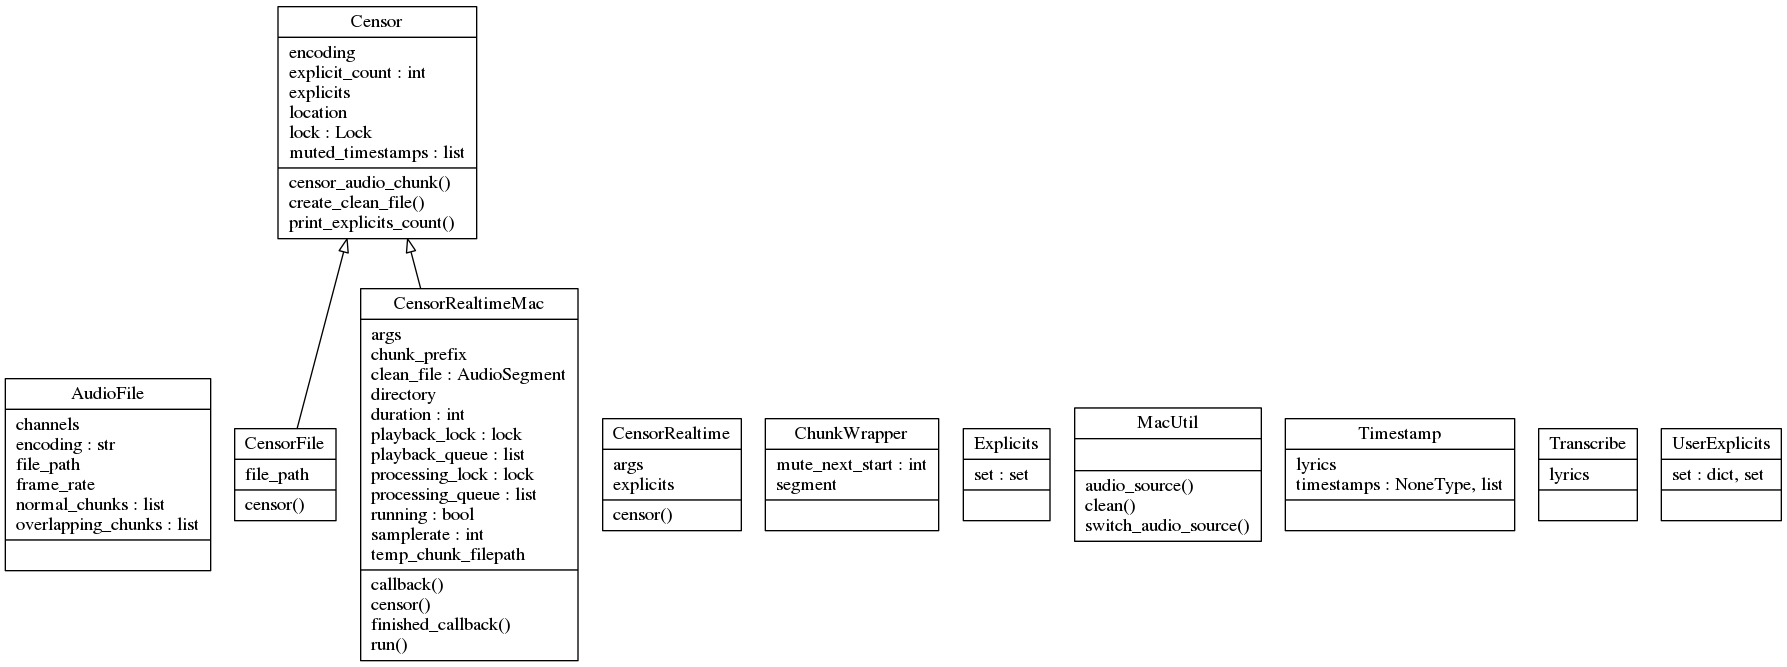 Censor
encoding
explicit_count : int
explicits
location
lock : Lock
muted_timestamps : list
censor_audio_chunk()
create_clean_file()
print_explicits_count()
AudioFile
channels
encoding : str
file_path
frame_rate
normal_chunks : list
overlapping_chunks : list
CensorFile
file_path
censor()
CensorRealtimeMac
args
chunk_prefix
clean_file : AudioSegment
directory
duration : int
playback_lock : lock
playback_queue : list
processing_lock : lock
processing_queue : list
running : bool
samplerate : int
temp_chunk_filepath
callback()
censor()
finished_callback()
run()
CensorRealtime
args
explicits
censor()
ChunkWrapper
mute_next_start : int
segment
Explicits
set : set
MacUtil
audio_source()
clean()
switch_audio_source()
Timestamp
lyrics
timestamps : NoneType, list
Transcribe
lyrics
UserExplicits
set : dict, set